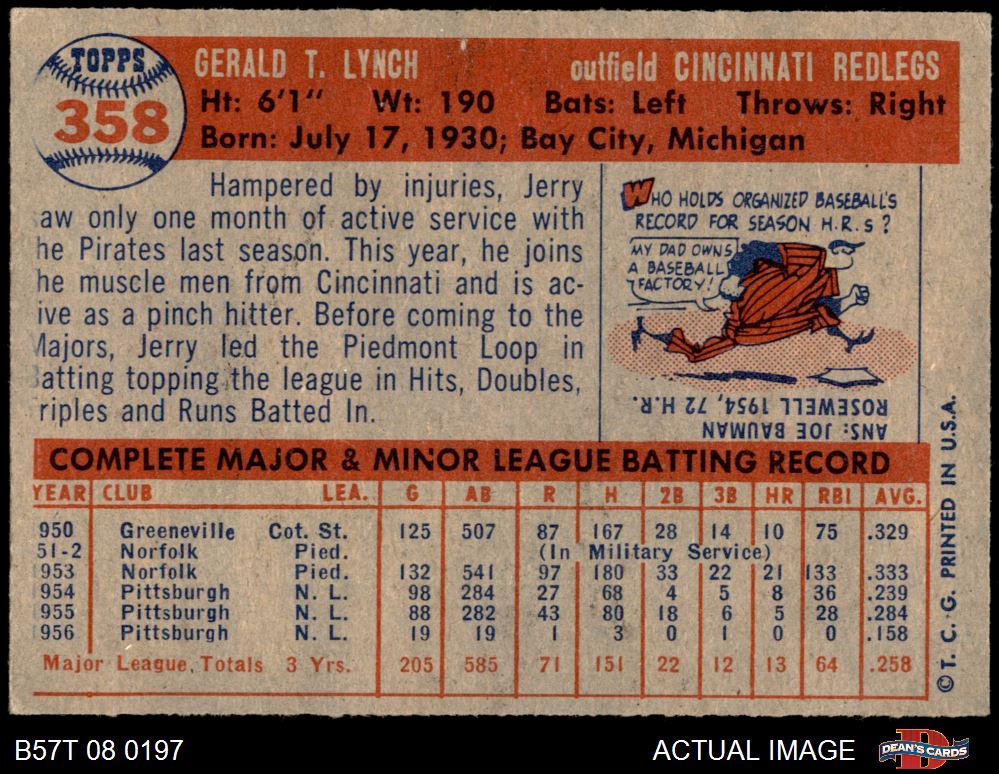 TOPPS
358
GERALD T. LYNCH outfield CINCINNATI REDLEGS
Ht: 6'1" Wt: 190 Bats: Left Throws: Right
Born: July 17, 1930; Bay City, Michigan
Hampered by injuries, Jerry
aw only one month of active service with
he Pirates last season. This year, he joins
he muscle men from Cincinnati and is ac-
ive as a pinch hitter. Before coming to the
Majors, Jerry led the Piedmont Loop in
atting topping the league in Hits, Doubles,
riples and Runs Batted In.
WHO HOLDS ORGANIZED BASEBALL'S
RECORD FOR SEASON H.R.S?
MY DAD OWNS
A BASEBALL
FACTORY!
ANS: JOE BAUMAN
ROSEWELL 1954, 72 H.R.
COMPLETE MAJOR & MINOR LEAGUE BATTING RECORD
YEAR CLUB LEA. G AB R H 2B 3B HR RBI AVG.
950 Greeneville Cot. St. 125 507 87 167 28 14 10 75 .329
51-2 Norfolk Pied. (In Military Service)
953 Norfolk Pied. 132 541 97 180 33 22 21 133 .333
954 Pittsburgh N. L. 98 284 27 68 4 5 8 36 .239
955 Pittsburgh N. L. 88 282 43 80 18 6 5 28 .284
956 Pittsburgh N. L. 19 19 1 3 0 1 0 0 .158
Major League Totals 3 Yrs. 205 585 71 151 22 12 13 64 .258
© T. C. G. PRINTED IN U.S.A.
B57T 08 0197 ACTUAL IMAGE DEAN'S CARDS